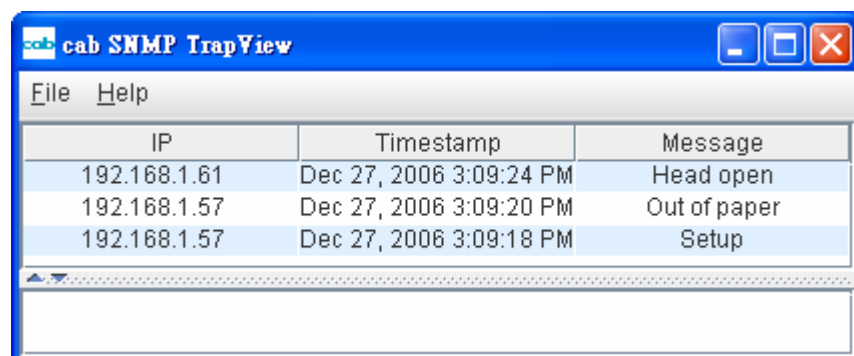 cab cab SNMP TrapView
File Help
IP Timestamp Message
192.168.1.61 Dec 27, 2006 3:09:24 PM Head open
192.168.1.57 Dec 27, 2006 3:09:20 PM Out of paper
192.168.1.57 Dec 27, 2006 3:09:18 PM Setup